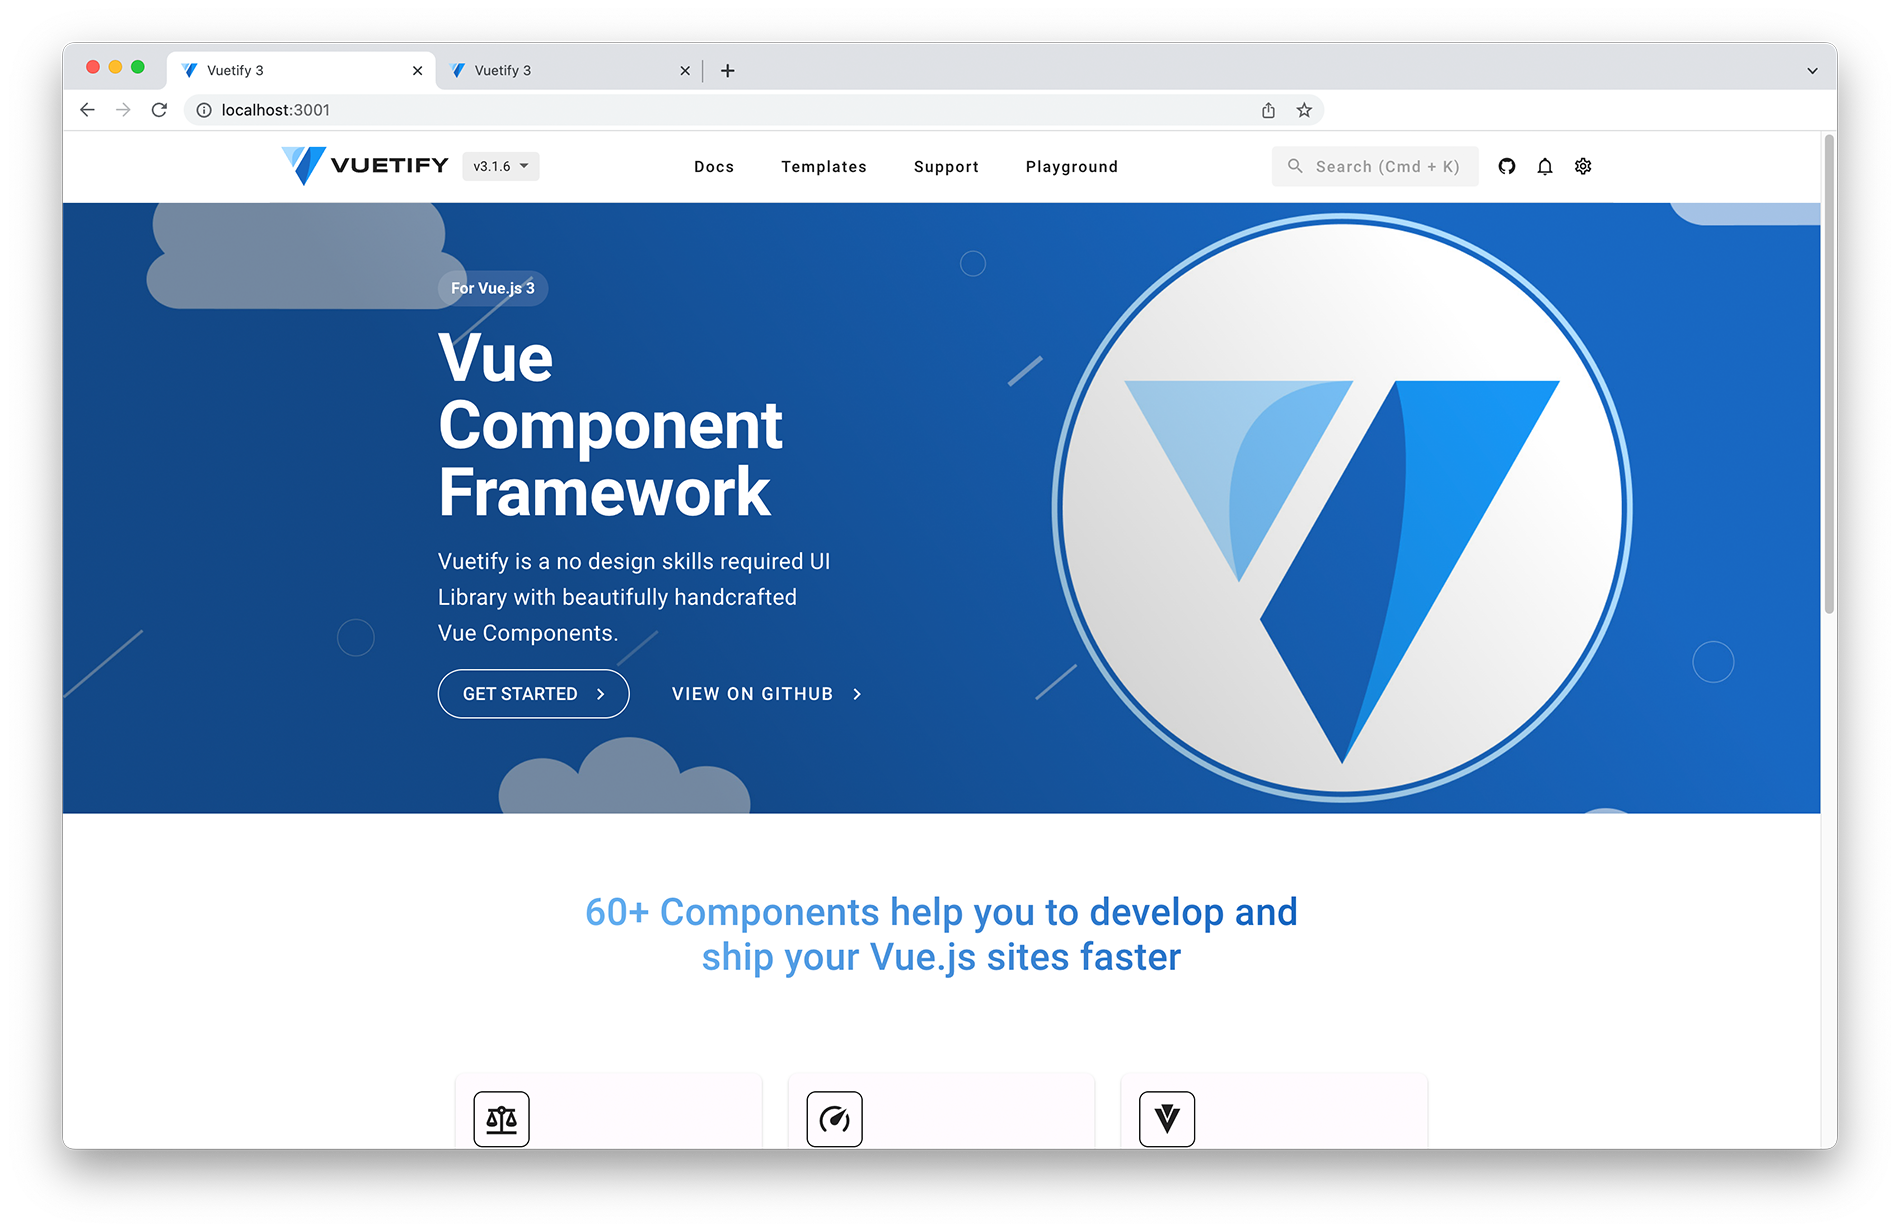 Vuetify 3
Vuetify 3
localhost:3001
VUETIFY
v3.1.6
Docs
Templates
Support
Playground
Search (Cmd + K)
For Vue.js 3
Vue
Component
Framework
Vuetify is a no design skills required UI
Library with beautifully handcrafted
Vue Components.
GET STARTED
VIEW ON GITHUB
60+ Components help you to develop and
ship your Vue.js sites faster